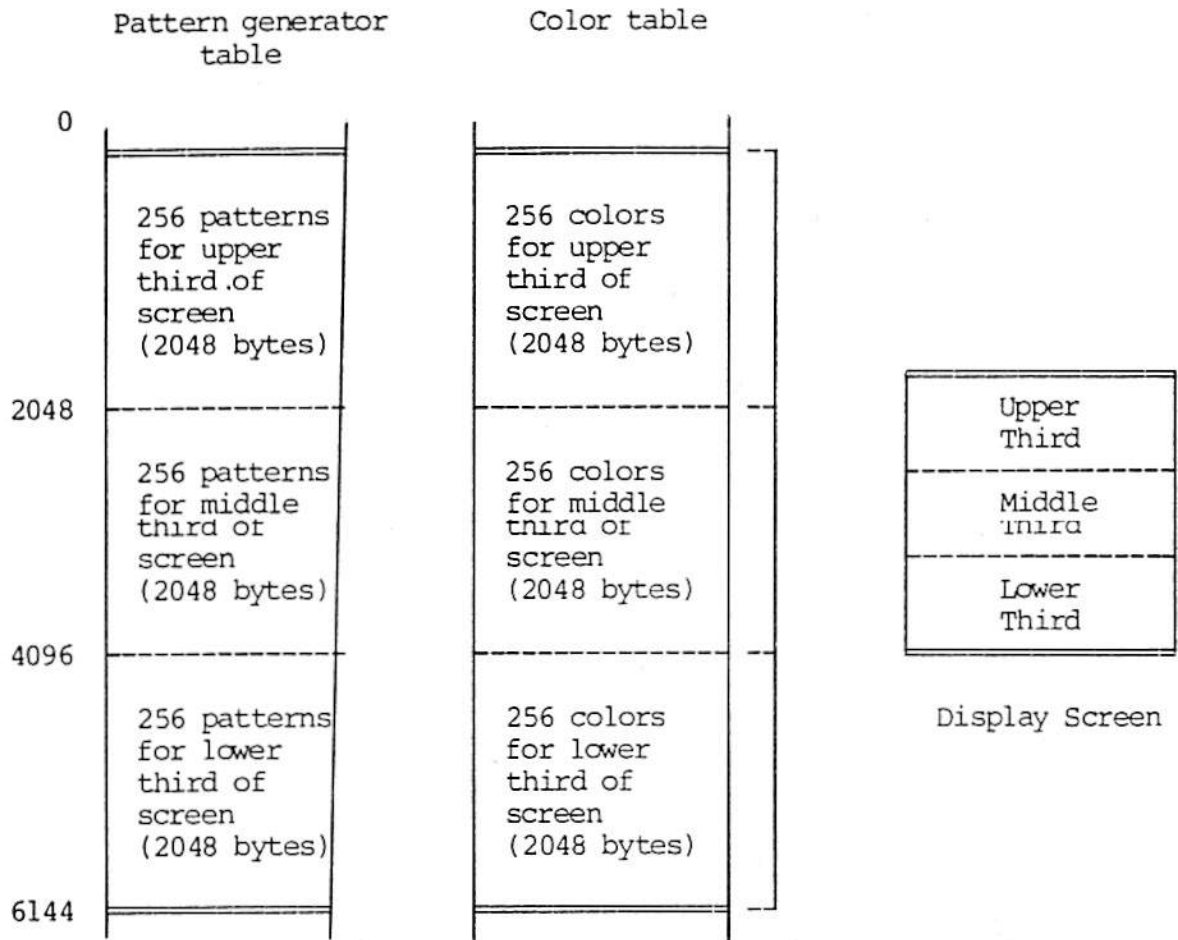 Pattern generator
table
Color table
0
256 patterns
for upper
third .of
screen
(2048 bytes)
256 colors
for upper
third of
screen
(2048 bytes)
2048
256 patterns
for middle
third of
screen
(2048 bytes)
256 colors
for middle
third of
screen
(2048 bytes)
4096
256 patterns
for lower
third of
screen
(2048 bytes)
256 colors
for lower
third of
screen
(2048 bytes)
6144
Upper
Third
Middle
Third
Lower
Third
Display Screen